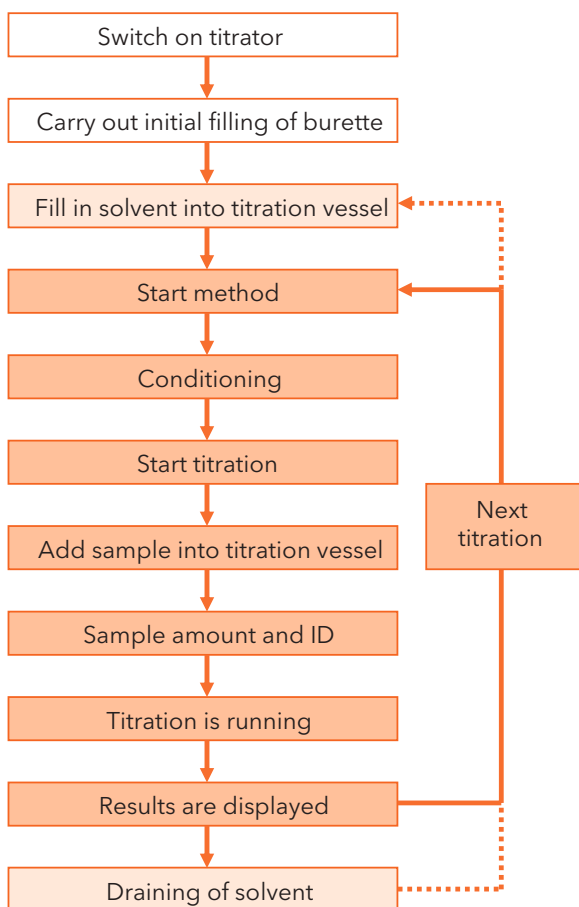 Switch on titrator
Carry out initial filling of burette
Fill in solvent into titration vessel
Start method
Conditioning
Start titration
Add sample into titration vessel
Next
titration
Sample amount and ID
Titration is running
Results are displayed
Draining of solvent